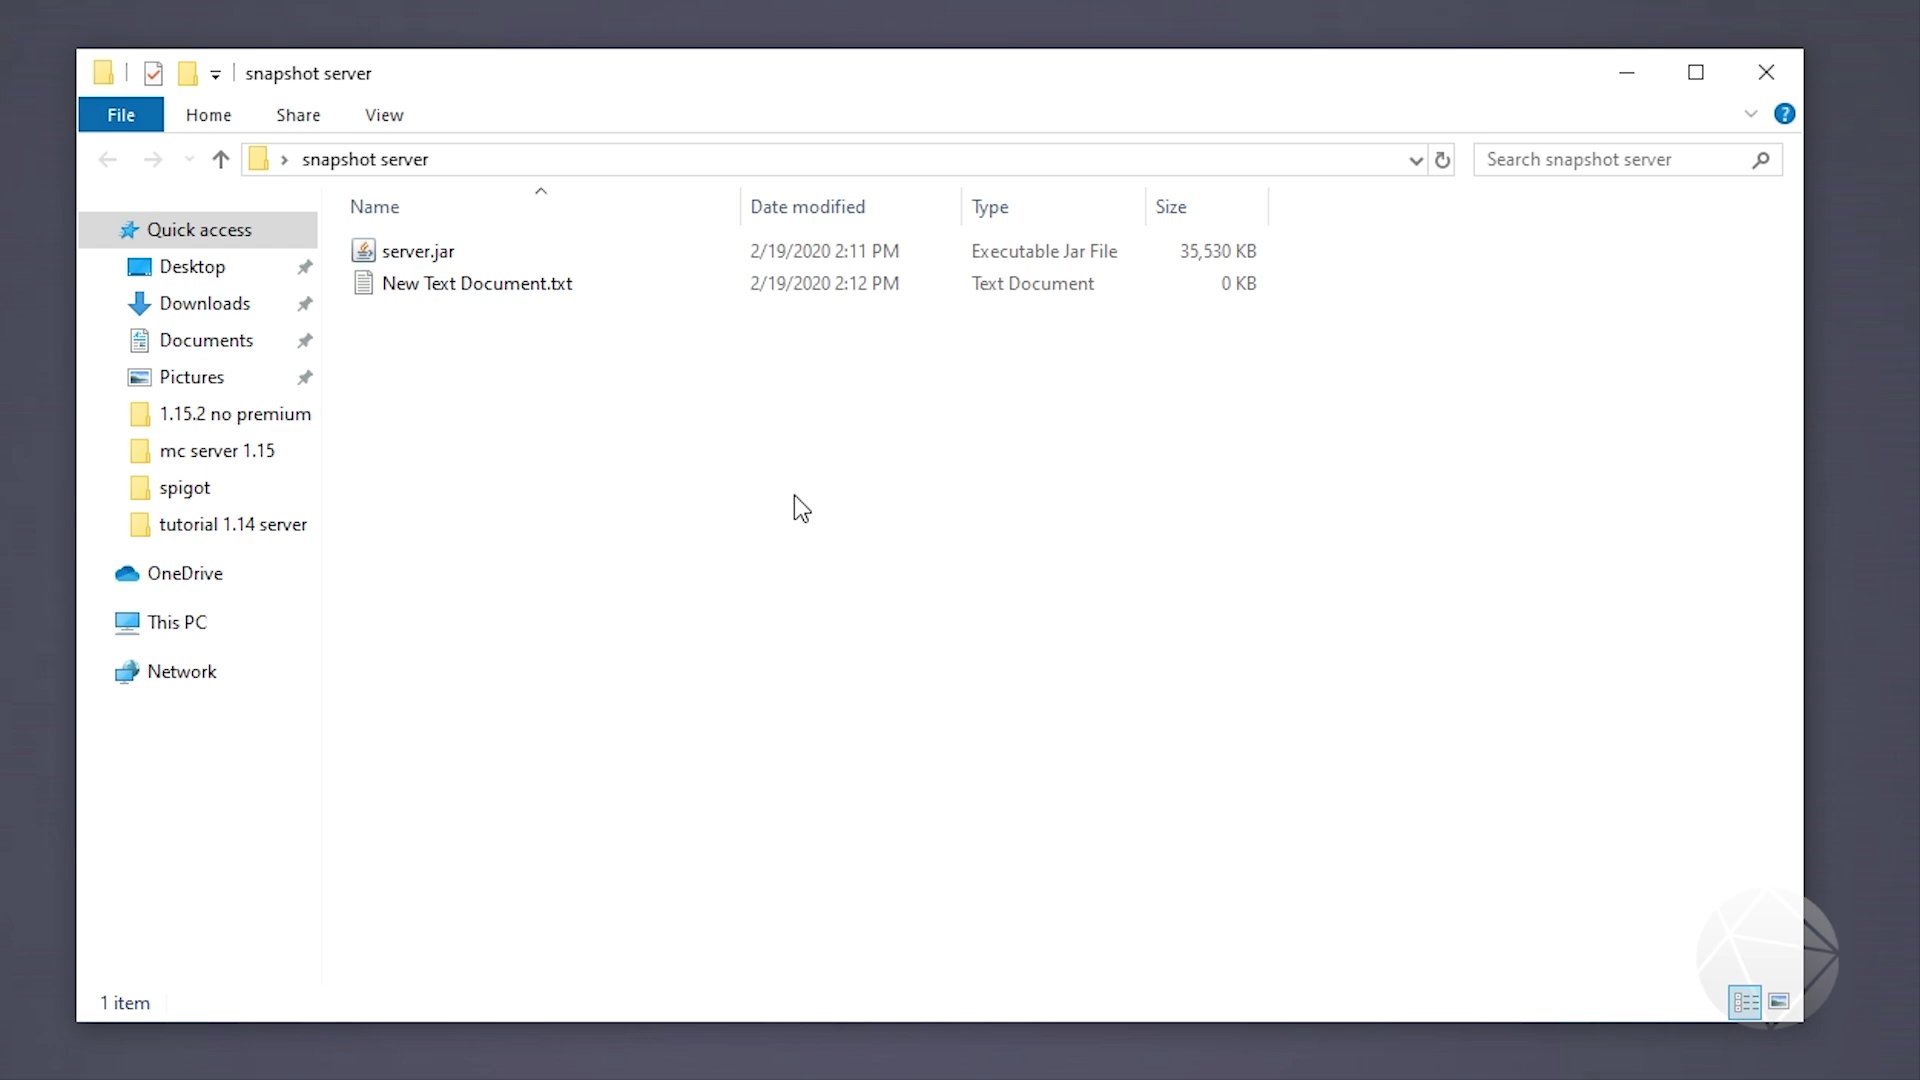 snapshot server
File Home Share View
snapshot server
Search snapshot server
Name Date modified Type Size
server.jar 2/19/2020 2:11 PM Executable Jar File 35,530 KB
New Text Document.txt 2/19/2020 2:12 PM Text Document 0 KB
Quick access
Desktop
Downloads
Documents
Pictures
1.15.2 no premium
mc server 1.15
spigot
tutorial 1.14 server
OneDrive
This PC
Network
1 item